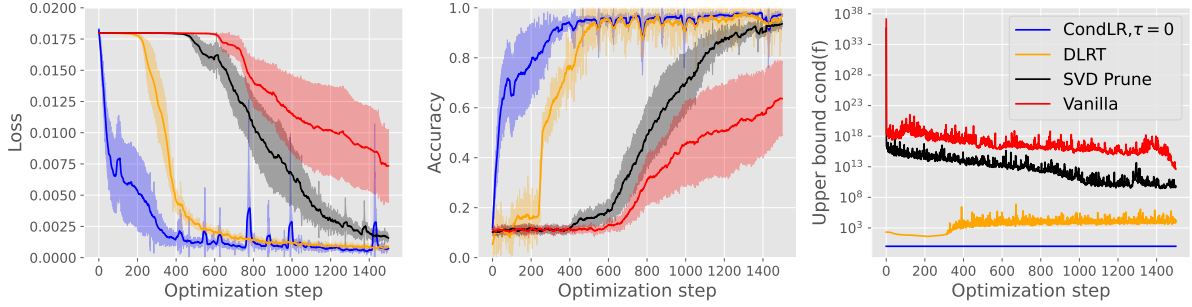 Loss
0.0200
0.0175
0.0150
0.0125
0.0100
0.0075
0.0050
0.0025
0.0000
0 200 400 600 800 1000 1200 1400
Optimization step
Accuracy
1.0
0.8
0.6
0.4
0.2
0.0
0 200 400 600 800 1000 1200 1400
Optimization step
Upper bound cond(f)
10^38
10^33
10^28
10^23
10^18
10^13
10^8
10^3
0 200 400 600 800 1000 1200 1400
Optimization step
CondLR, τ = 0
DLRT
SVD Prune
Vanilla